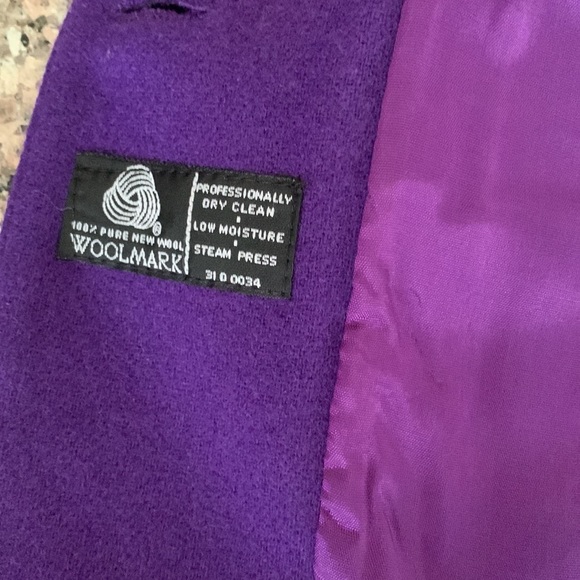 100% PURE NEW WOOL
WOOLMARK
PROFESSIONALLY
DRY CLEAN
LOW MOISTURE
STEAM PRESS
31 0 0034